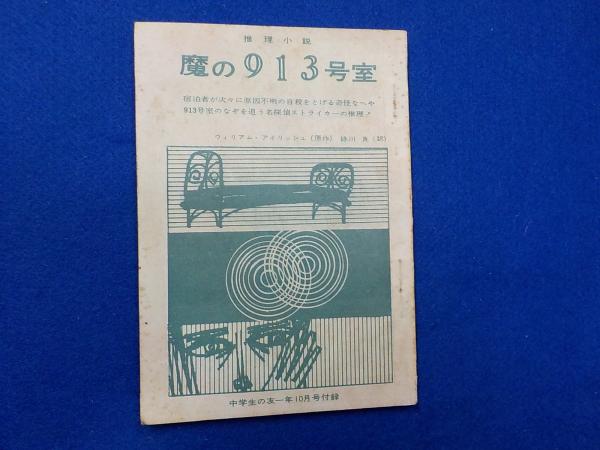 推理小説
魔の913号室
宿泊者が次々に原因不明の自殺をとげる奇怪なへや
913号室のなぞを追う名探偵ストライカーの推理!
ウィリアム・アイリッシュ(原作) 緑川 良(訳)
中学生の友一年10月号付録